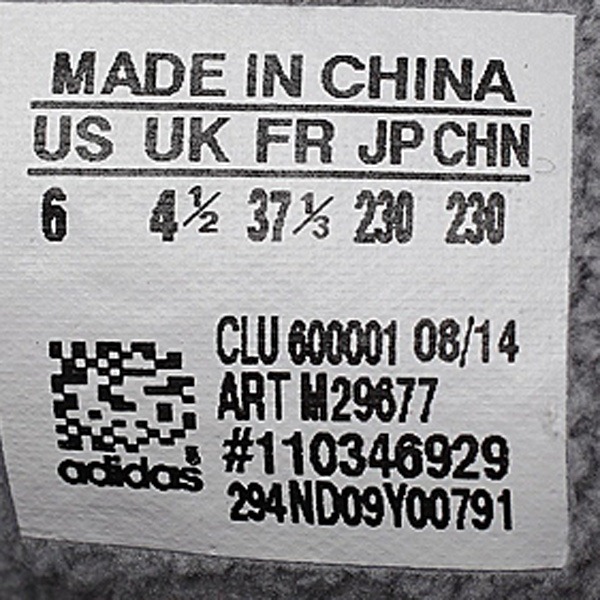 MADE IN CHINA
US UK FR JP CHN
6 4½ 37⅓ 230 230
CLU 600001 08/14
ART M29677
#110346929
adidas®
294ND09Y00791